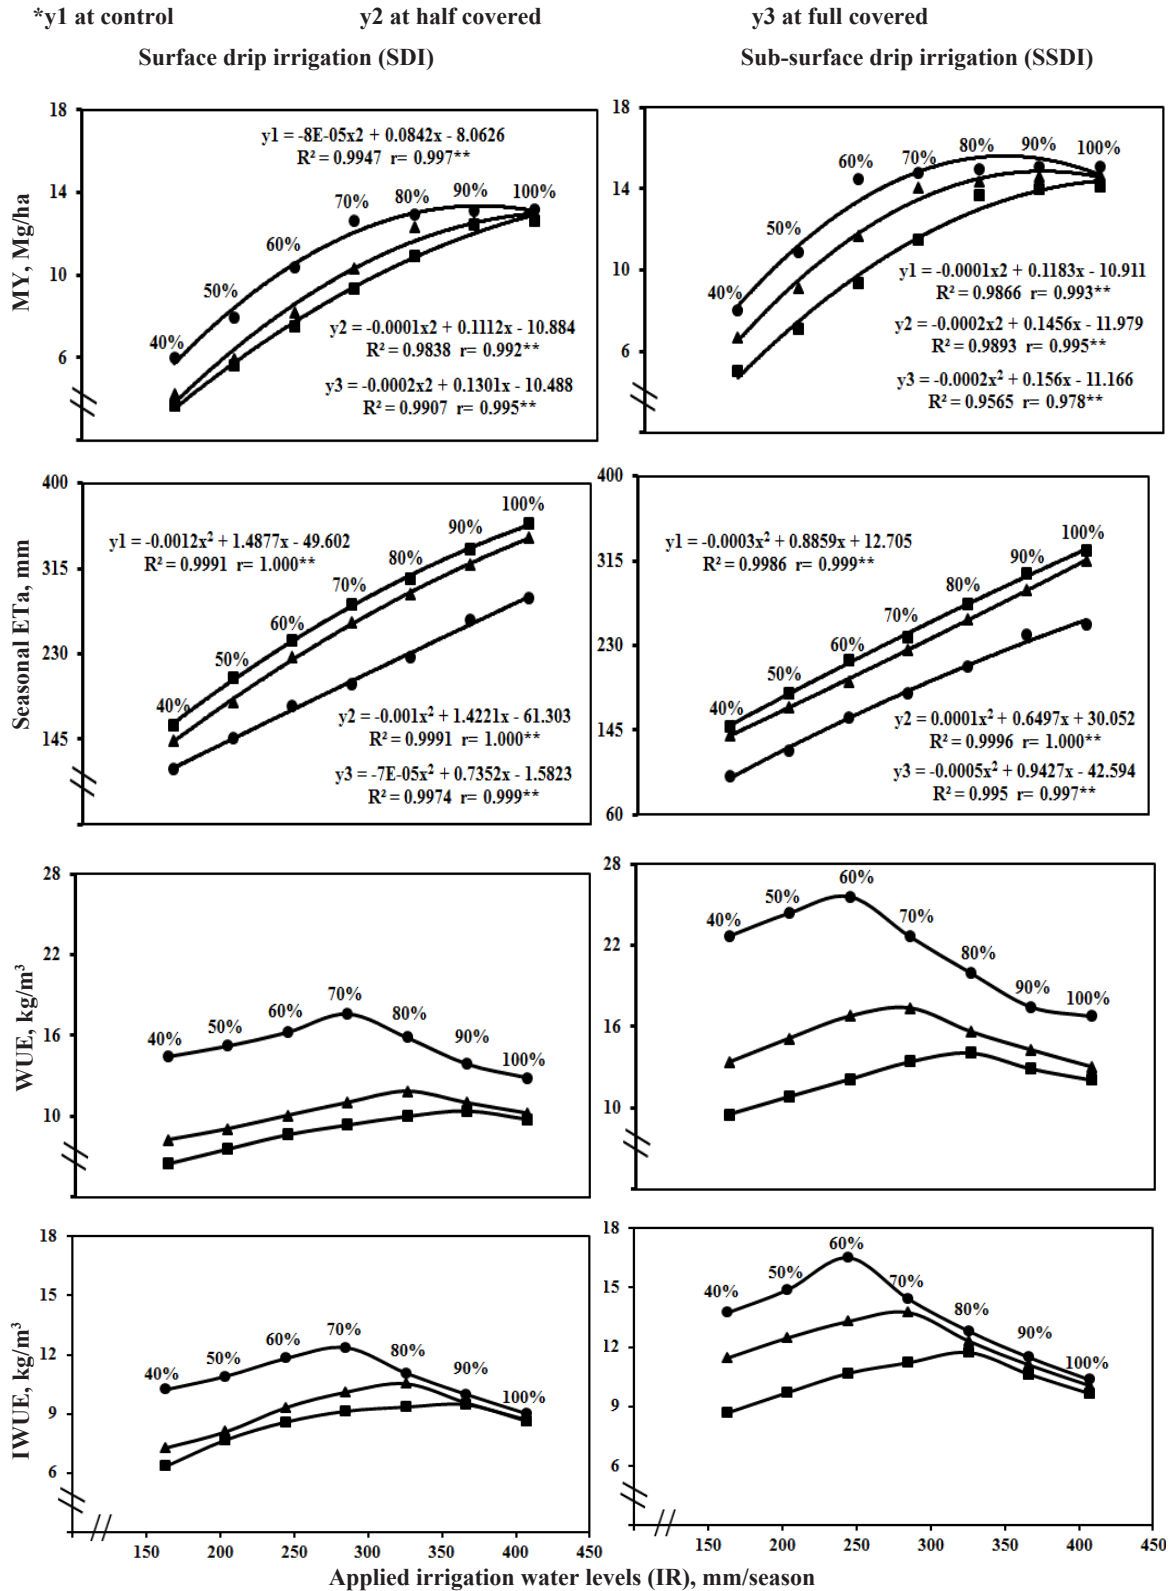 *y1 at control y2 at half covered y3 at full covered
Surface drip irrigation (SDI) Sub-surface drip irrigation (SSDI)
MY, Mg/ha
18
14
10
6
y1 = -8E-05x2 + 0.0842x - 8.0626
R² = 0.9947 r= 0.997**
40%
50%
60%
70%
80%
90%
100%
y2 = -0.0001x2 + 0.1112x - 10.884
R² = 0.9838 r= 0.992**
y3 = -0.0002x2 + 0.1301x - 10.488
R² = 0.9907 r= 0.995**
18
14
10
6
40%
50%
60%
70%
80%
90%
100%
y1 = -0.0001x2 + 0.1183x - 10.911
R² = 0.9866 r= 0.993**
y2 = -0.0002x2 + 0.1456x - 11.979
R² = 0.9893 r= 0.995**
y3 = -0.0002x² + 0.156x - 11.166
R² = 0.9565 r= 0.978**
Seasonal ETa, mm
400
315
230
145
y1 = -0.0012x² + 1.4877x - 49.602
R² = 0.9991 r= 1.000**
40%
50%
60%
70%
80%
90%
100%
y2 = -0.001x² + 1.4221x - 61.303
R² = 0.9991 r= 1.000**
y3 = -7E-05x² + 0.7352x - 1.5823
R² = 0.9974 r= 0.999**
400
315
230
145
60
y1 = -0.0003x² + 0.8859x + 12.705
R² = 0.9986 r= 0.999**
40%
50%
60%
70%
80%
90%
100%
y2 = 0.0001x² + 0.6497x + 30.052
R² = 0.9996 r= 1.000**
y3 = -0.0005x² + 0.9427x - 42.594
R² = 0.995 r= 0.997**
WUE, kg/m³
28
22
16
10
40%
50%
60%
70%
80%
90%
100%
28
22
16
10
40%
50%
60%
70%
80%
90%
100%
IWUE, kg/m³
18
15
12
9
6
40%
50%
60%
70%
80%
90%
100%
150 200 250 300 350 400 450
18
15
12
9
6
40%
50%
60%
70%
80%
90%
100%
150 200 250 300 350 400 450
Applied irrigation water levels (IR), mm/season